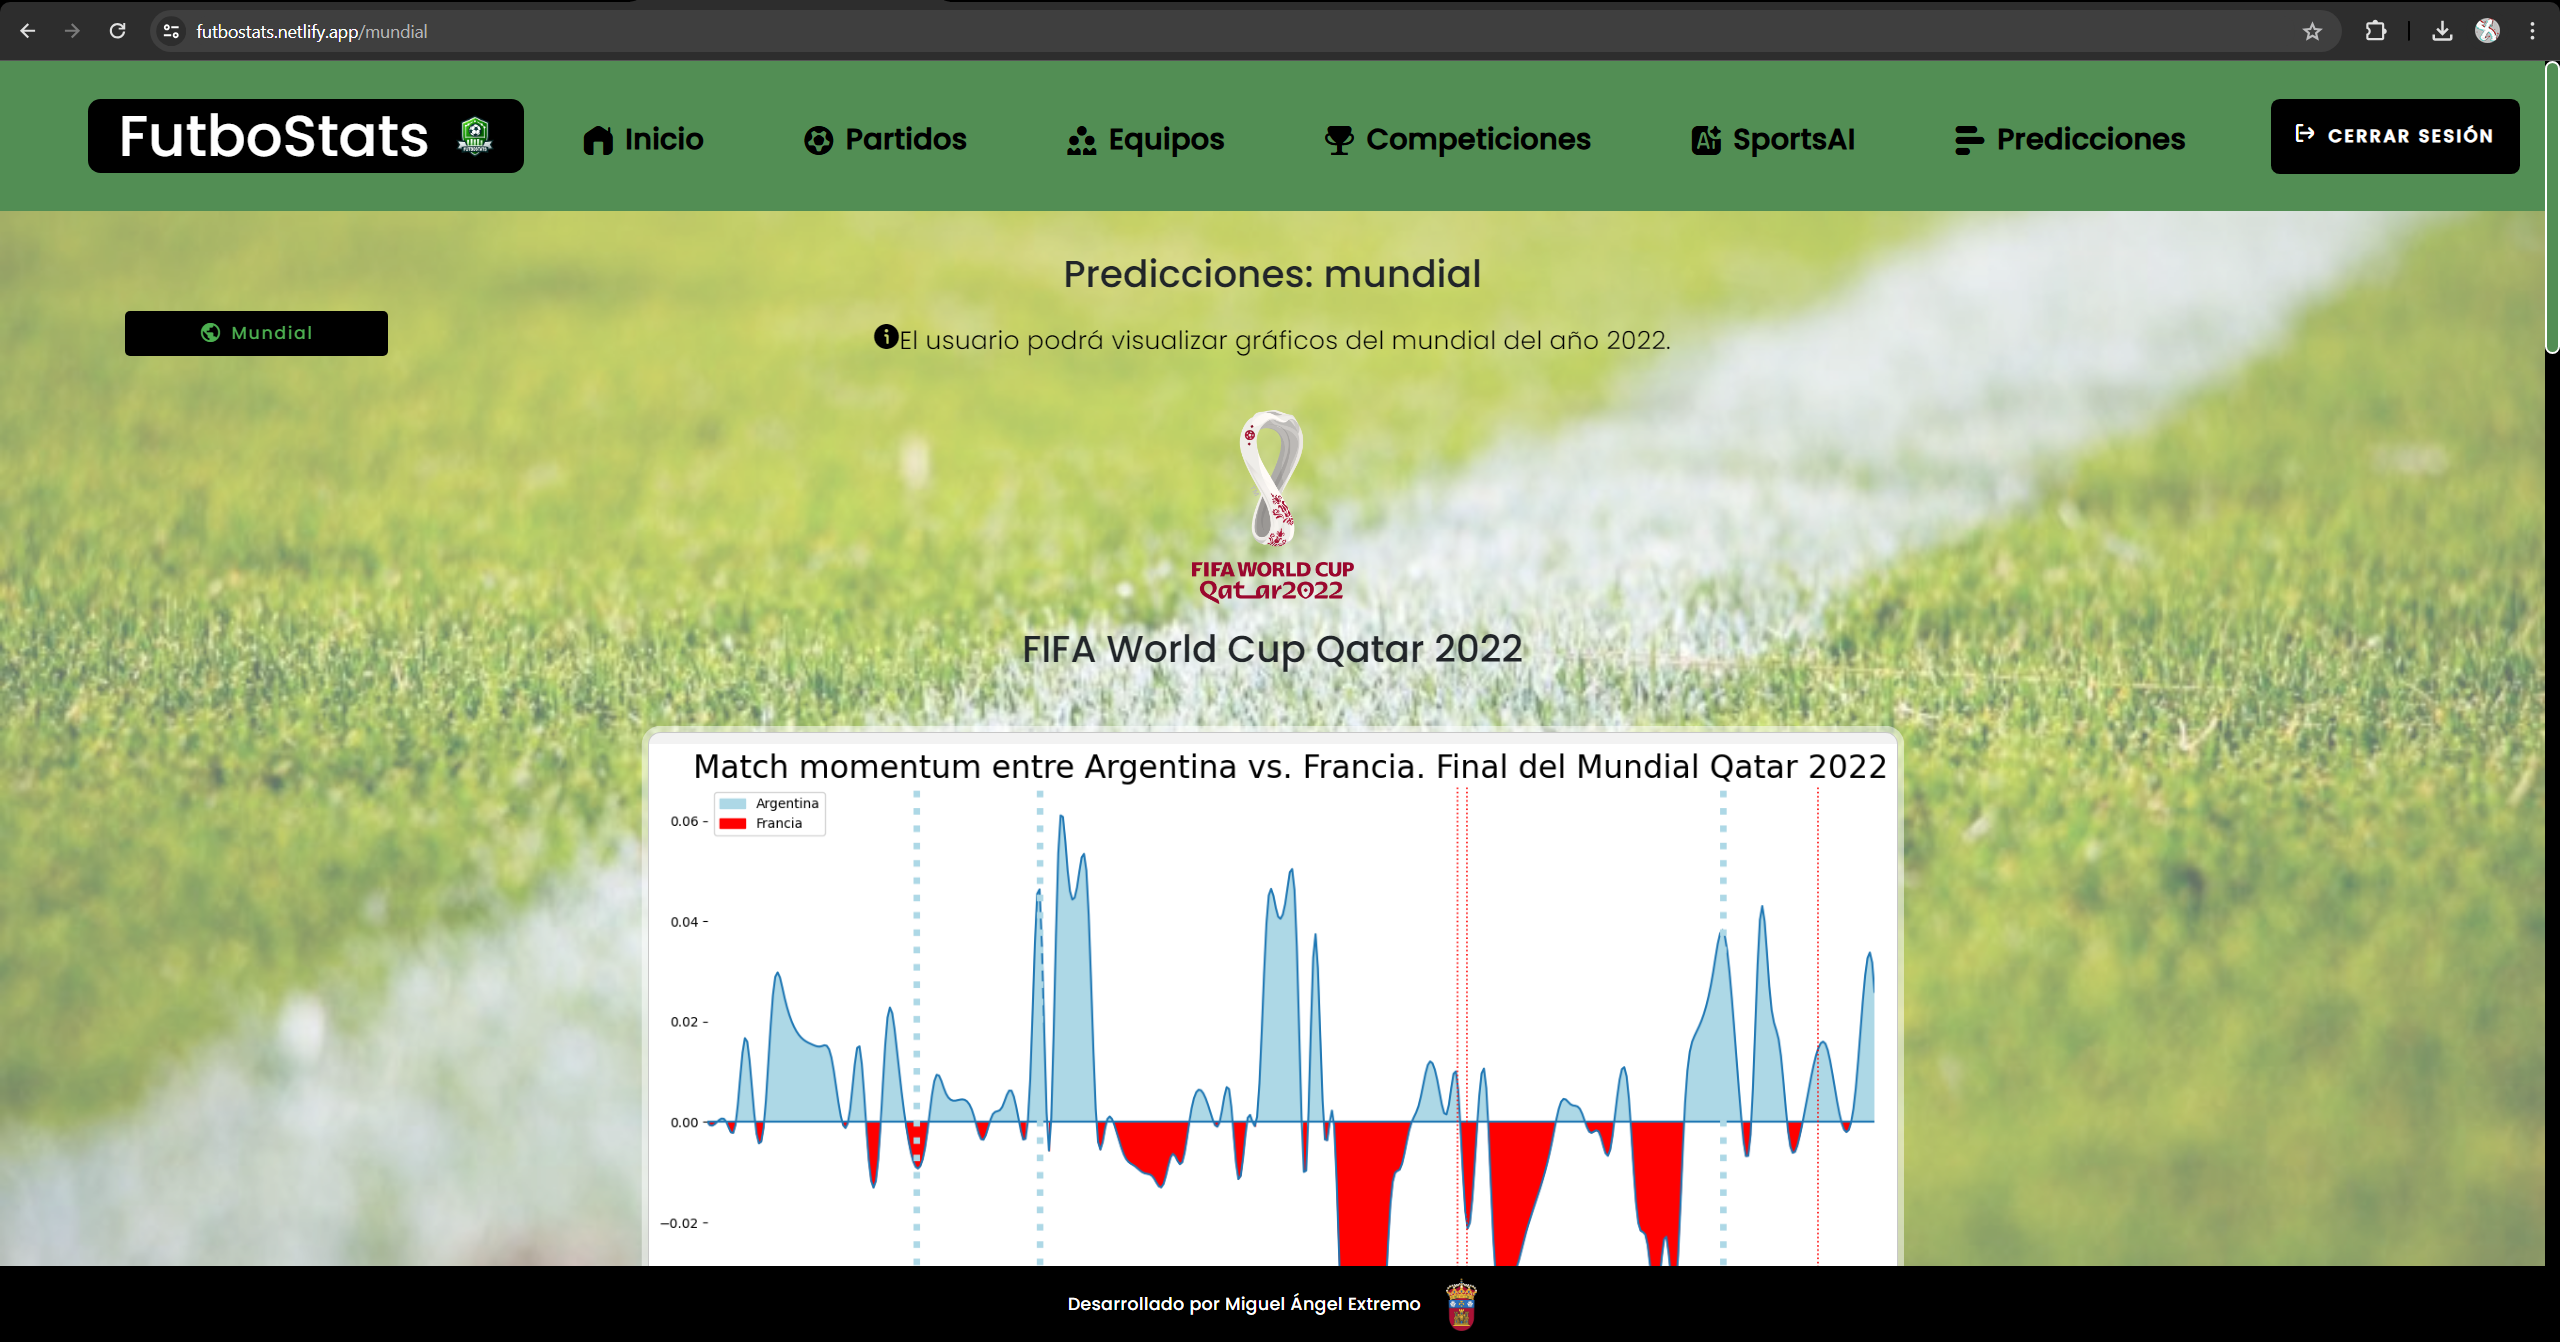 futbostats.netlify.app/mundial
FutboStats
Inicio
Partidos
Equipos
Competiciones
Ai
SportsAI
Predicciones
CERRAR SESIÓN
Predicciones: mundial
Mundial
El usuario podrá visualizar gráficos del mundial del año 2022.
FIFA WORLD CUP
Qatar2022
FIFA World Cup Qatar 2022
Match momentum entre Argentina vs. Francia. Final del Mundial Qatar 2022
Argentina
Francia
0.06
0.04
0.02
0.00
−0.02
Desarrollado por Miguel Ángel Extremo